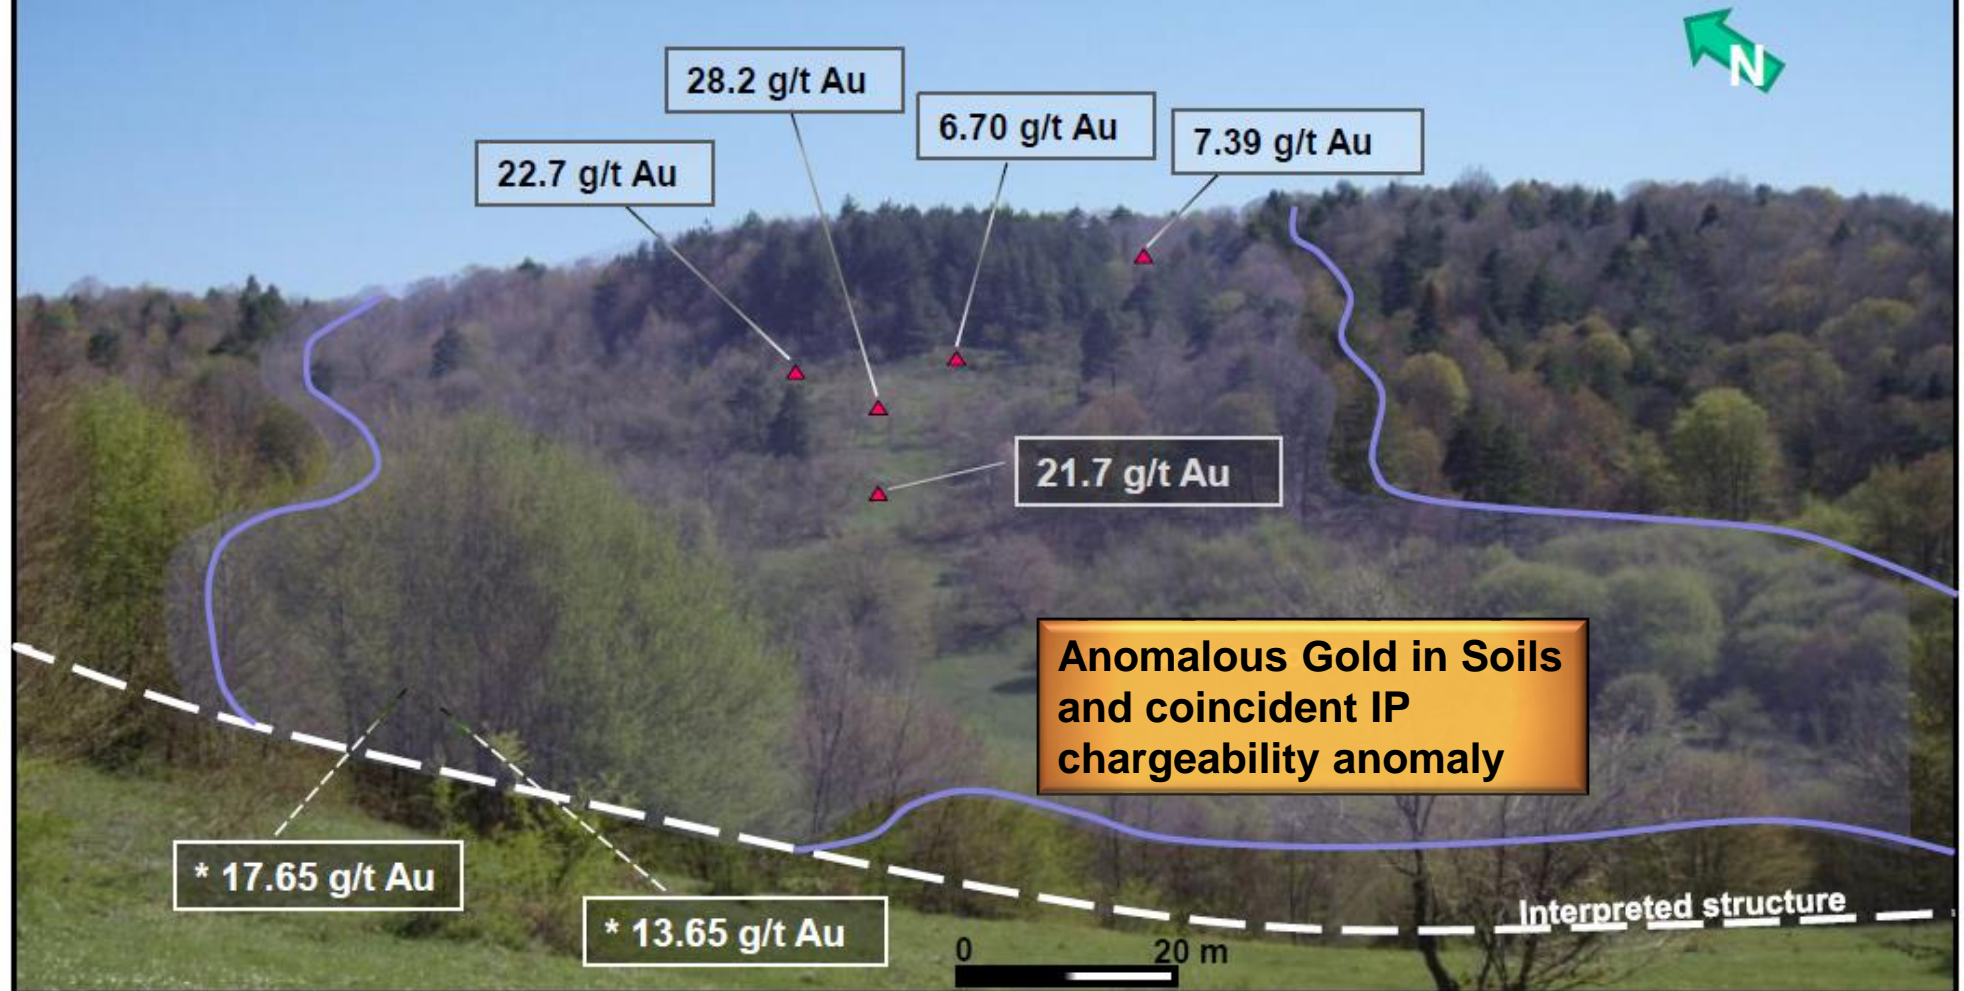 N
28.2 g/t Au
6.70 g/t Au
7.39 g/t Au
22.7 g/t Au
21.7 g/t Au
Anomalous Gold in Soils
and coincident IP
chargeability anomaly
* 17.65 g/t Au
* 13.65 g/t Au
Interpreted structure
0 20 m